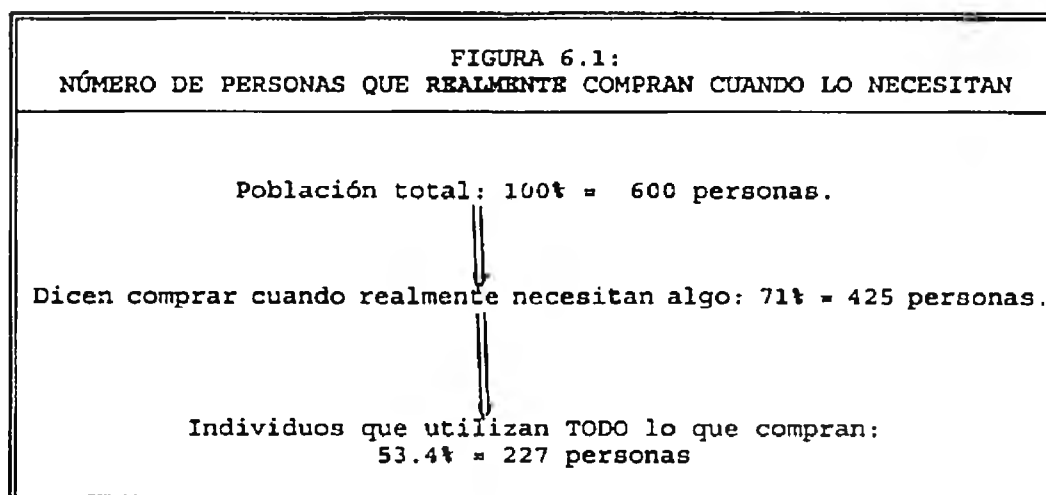 FIGURA 6.1:
NÚMERO DE PERSONAS QUE REALMENTE COMPRAN CUANDO LO NECESITAN
Población total: 100% = 600 personas.
Dicen comprar cuando realmente necesitan algo: 71% = 425 personas.
Individuos que utilizan TODO lo que compran:
53.4% = 227 personas